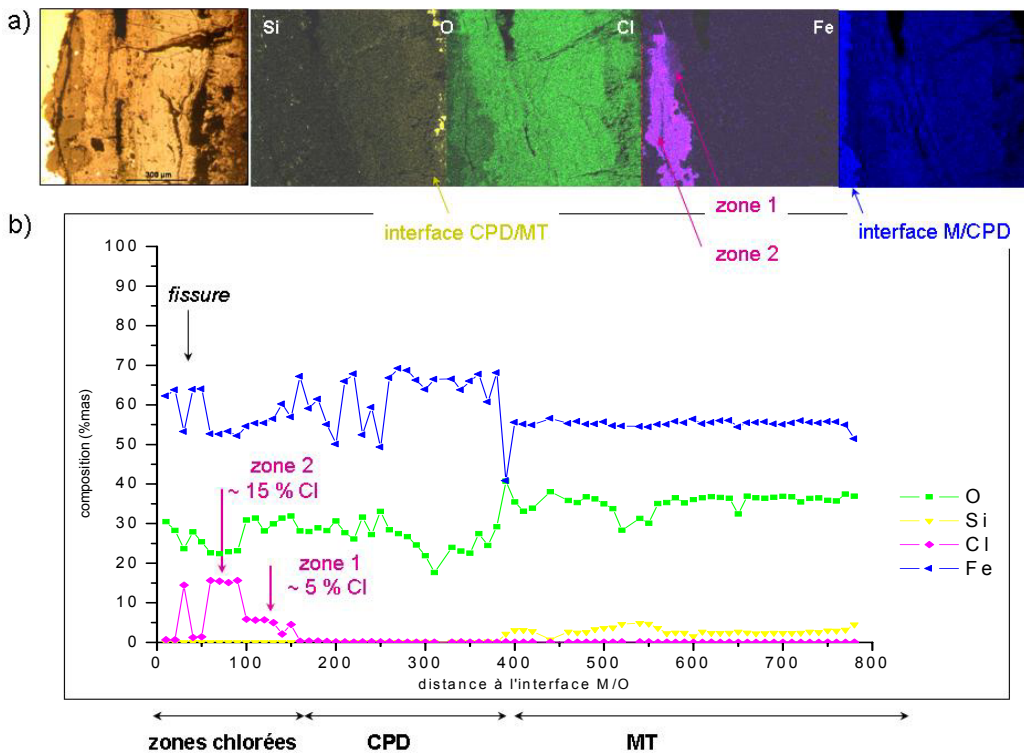 a)
Si
O
Cl
Fe
300 µm
zone 1
interface CPD/MT
interface M/CPD
zone 2
b)
100
90
80
70
60
50
40
30
20
10
0
composition (%mas)
fissure
zone 2
~ 15 % Cl
zone 1
~ 5 % Cl
O
Si
Cl
Fe
0 100 200 300 400 500 600 700 800
distance à l'interface M/O
zones chlorées CPD MT